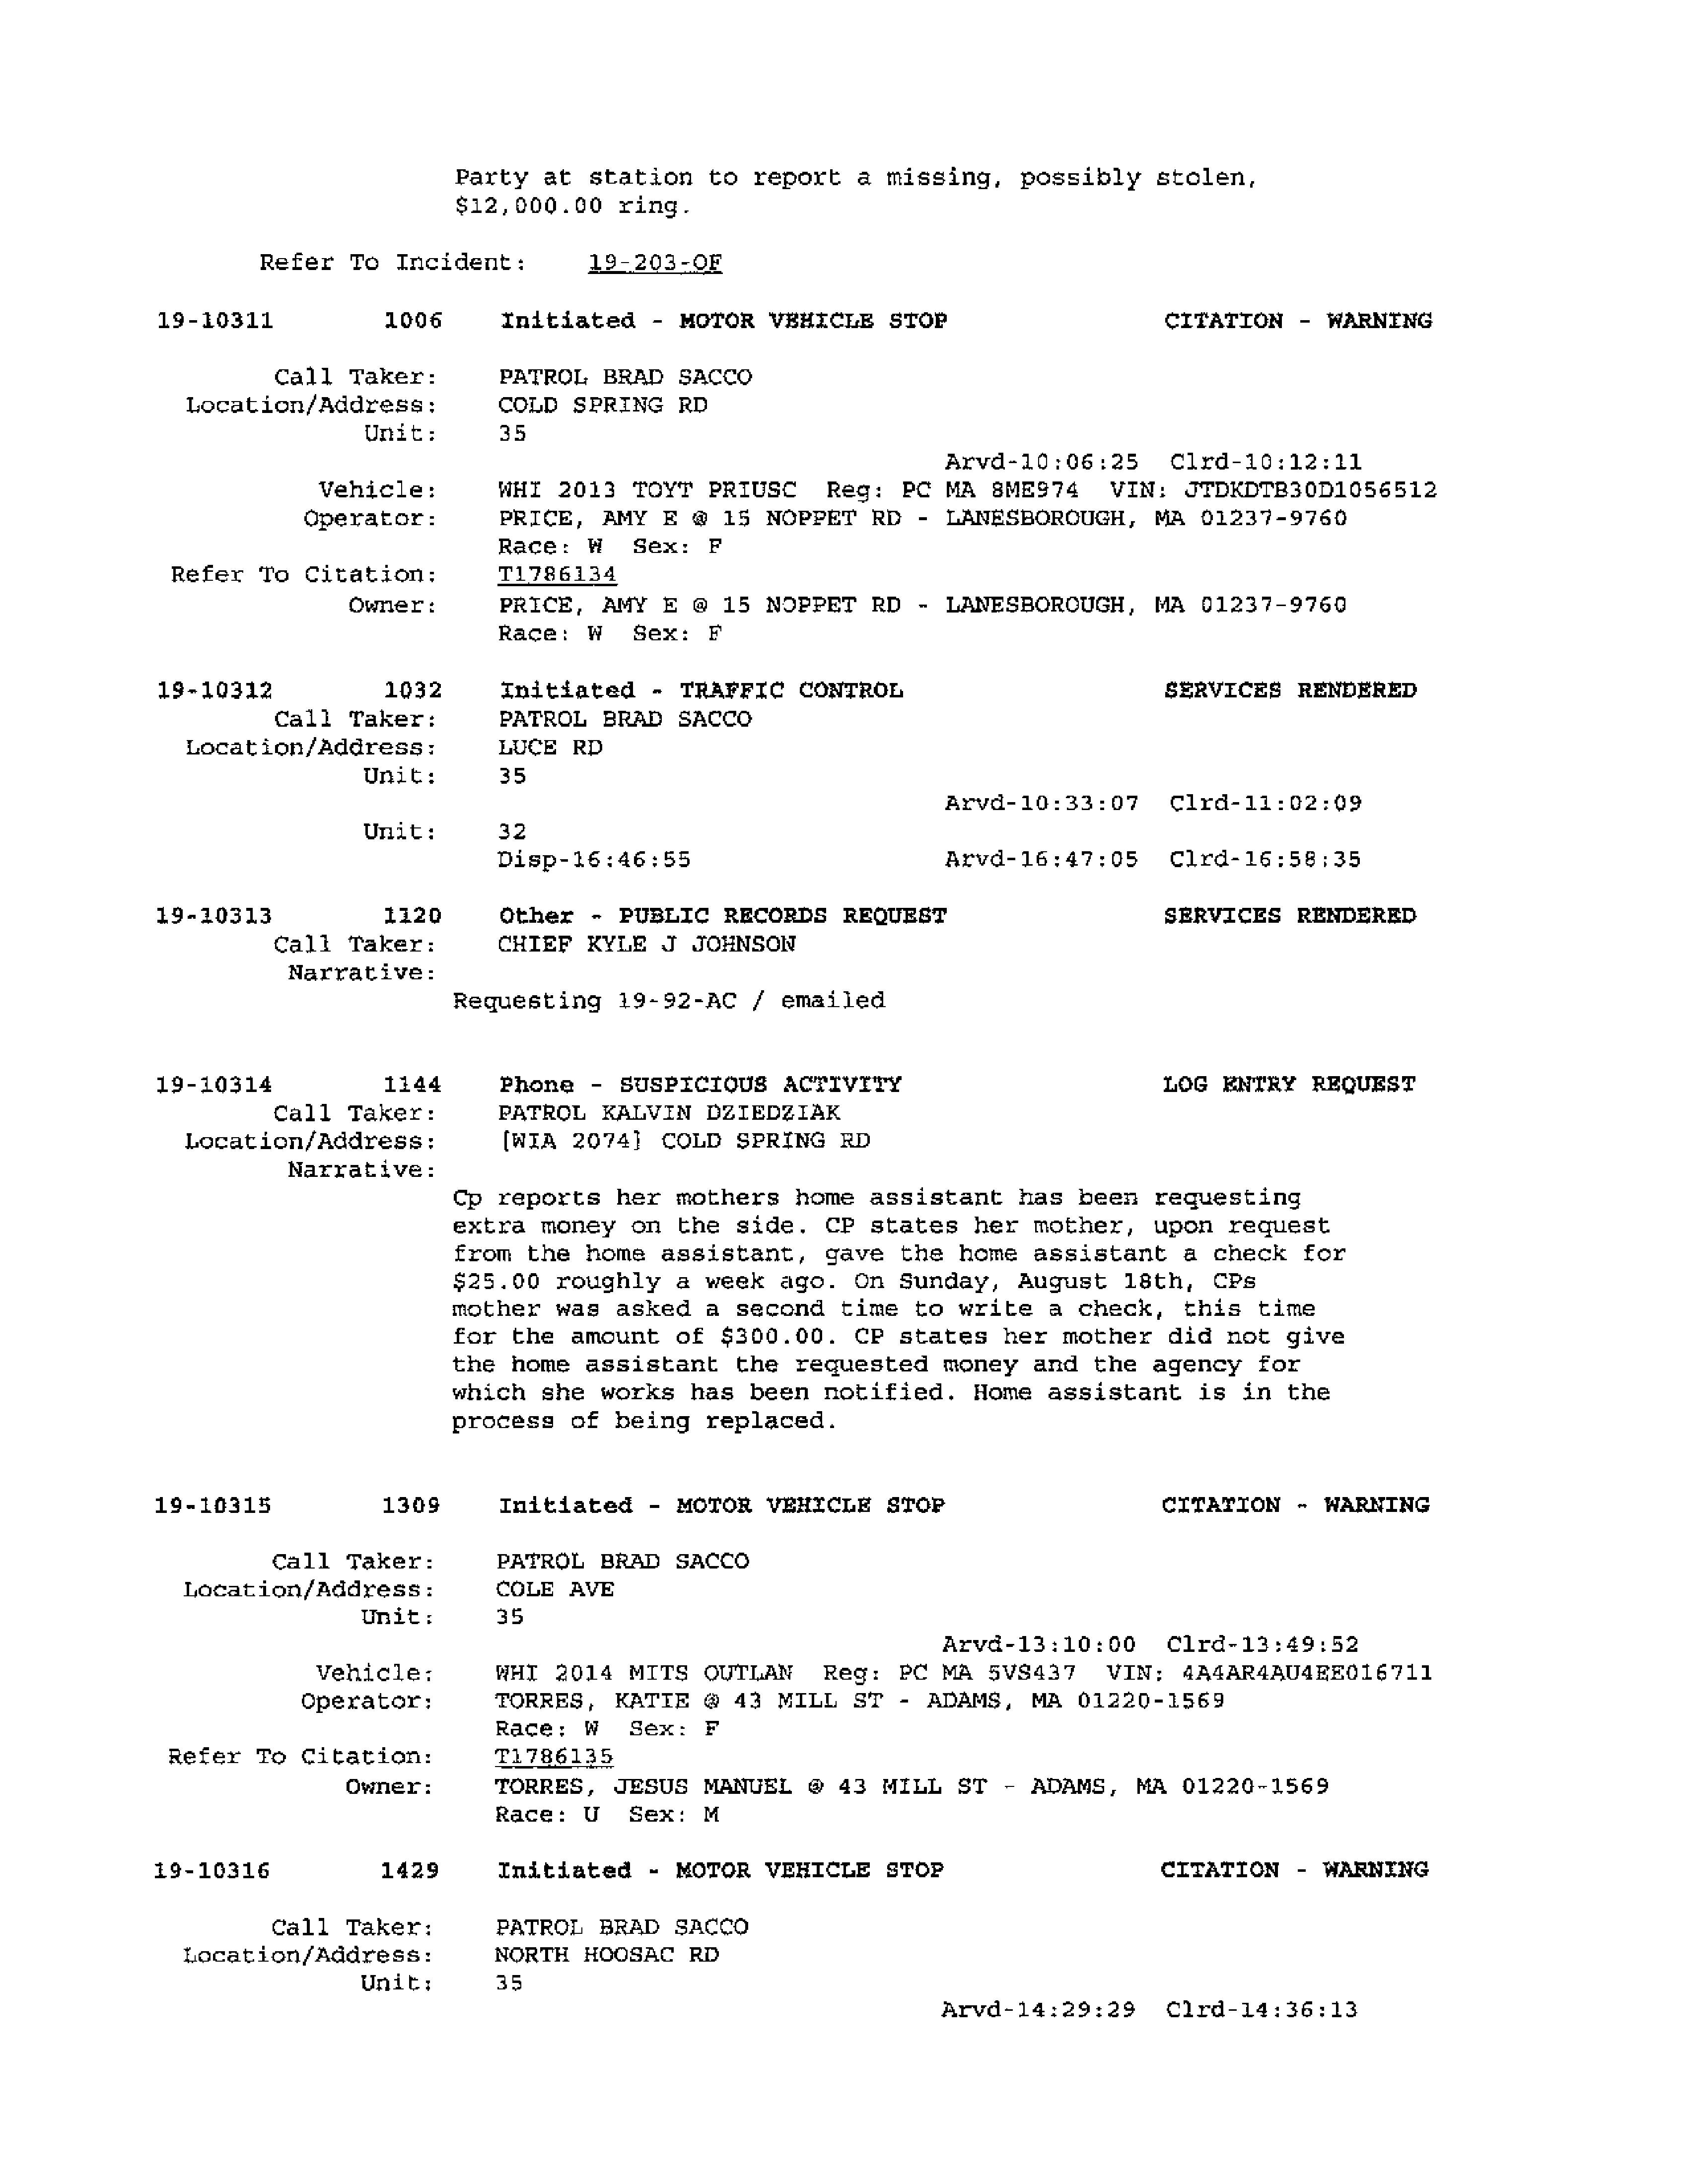 Party at station to report a missing, possibly stolen,
$12,000.00 ring.
Refer To Incident: 19-203-OF
19-10311 1006 Initiated - MOTOR VEHICLE STOP CITATION - WARNING
Call Taker: PATROL BRAD SACCO
Location/Address: COLD SPRING RD
Unit: 35
Arvd-10:06:25 Clrd-10:12:11
Vehicle: WHI 2013 TOYT PRIUSC Reg: PC MA 8ME974 VIN: JTDKDTB30D1056512
Operator: PRICE, AMY E @ 15 NOPPET RD - LANESBOROUGH, MA 01237-9760
Race: W Sex: F
Refer To Citation: T1786134
Owner: PRICE, AMY E @ 15 NOPPET RD - LANESBOROUGH, MA 01237-9760
Race: W Sex: F
19-10312 1032 Initiated - TRAFFIC CONTROL SERVICES RENDERED
Call Taker: PATROL BRAD SACCO
Location/Address: LUCE RD
Unit: 35
Arvd-10:33:07 Clrd-11:02:09
Unit: 32
Disp-16:46:55 Arvd-16:47:05 Clrd-16:58:35
19-10313 1120 Other - PUBLIC RECORDS REQUEST SERVICES RENDERED
Call Taker: CHIEF KYLE J JOHNSON
Narrative:
Requesting 19-92-AC / emailed
19-10314 1144 Phone - SUSPICIOUS ACTIVITY LOG ENTRY REQUEST
Call Taker: PATROL KALVIN DZIEDZIAK
Location/Address: [WIA 2074] COLD SPRING RD
Narrative:
Cp reports her mothers home assistant has been requesting
extra money on the side. CP states her mother, upon request
from the home assistant, gave the home assistant a check for
$25.00 roughly a week ago. On Sunday, August 18th, CPs
mother was asked a second time to write a check, this time
for the amount of $300.00. CP states her mother did not give
the home assistant the requested money and the agency for
which she works has been notified. Home assistant is in the
process of being replaced.
19-10315 1309 Initiated - MOTOR VEHICLE STOP CITATION - WARNING
Call Taker: PATROL BRAD SACCO
Location/Address: COLE AVE
Unit: 35
Arvd-13:10:00 Clrd-13:49:52
Vehicle: WHI 2014 MITS OUTLAN Reg: PC MA 5VS437 VIN: 4A4AR4AU4EE016711
Operator: TORRES, KATIE @ 43 MILL ST - ADAMS, MA 01220-1569
Race: W Sex: F
Refer To Citation: T1786135
Owner: TORRES, JESUS MANUEL @ 43 MILL ST - ADAMS, MA 01220-1569
Race: U Sex: M
19-10316 1429 Initiated - MOTOR VEHICLE STOP CITATION - WARNING
Call Taker: PATROL BRAD SACCO
Location/Address: NORTH HOOSAC RD
Unit: 35
Arvd-14:29:29 Clrd-14:36:13